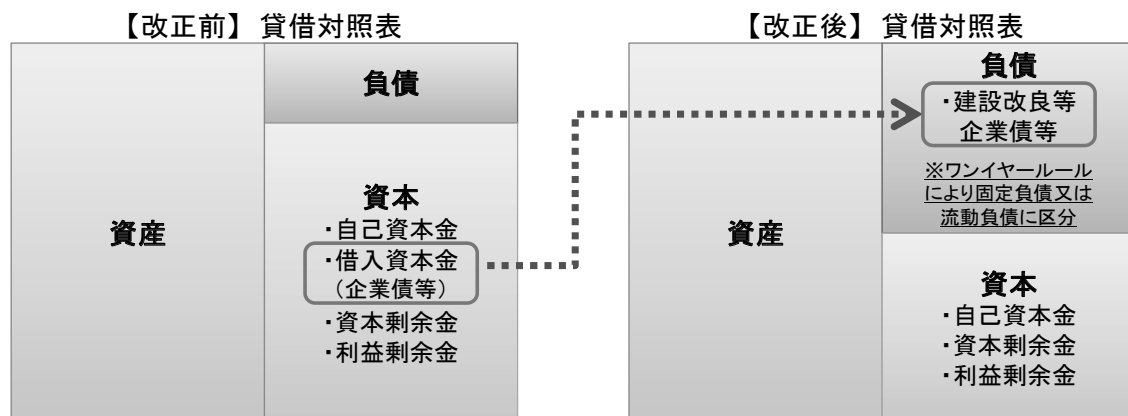 【改正前】 貸借対照表
資産
負債
資本
・自己資本金
・借入資本金
（企業債等）
・資本剰余金
・利益剰余金
【改正後】 貸借対照表
資産
負債
・建設改良等
企業債等
※ワンイヤールール
により固定負債又は
流動負債に区分
資本
・自己資本金
・資本剰余金
・利益剰余金